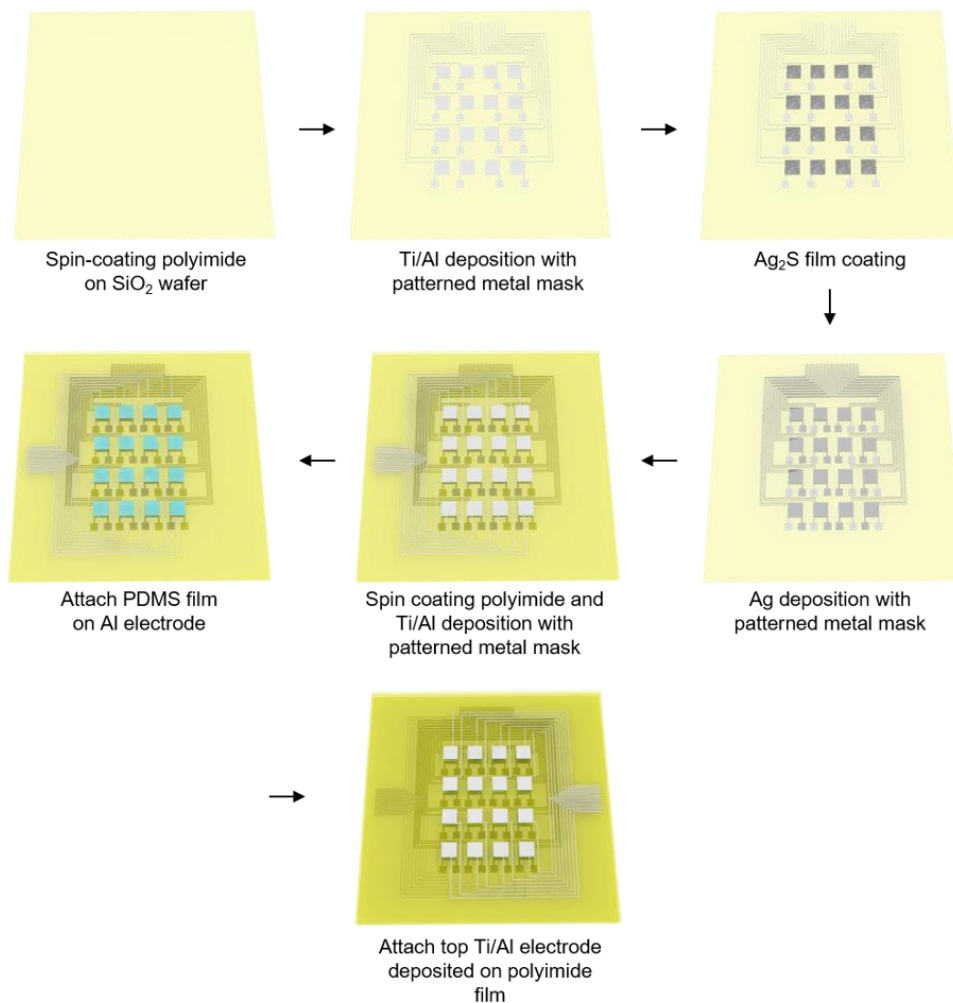 Spin-coating polyimide
on SiO₂ wafer
Ti/Al deposition with
patterned metal mask
Ag₂S film coating
Ag deposition with
patterned metal mask
Spin coating polyimide and
Ti/Al deposition with
patterned metal mask
Attach PDMS film
on Al electrode
Attach top Ti/Al electrode
deposited on polyimide
film